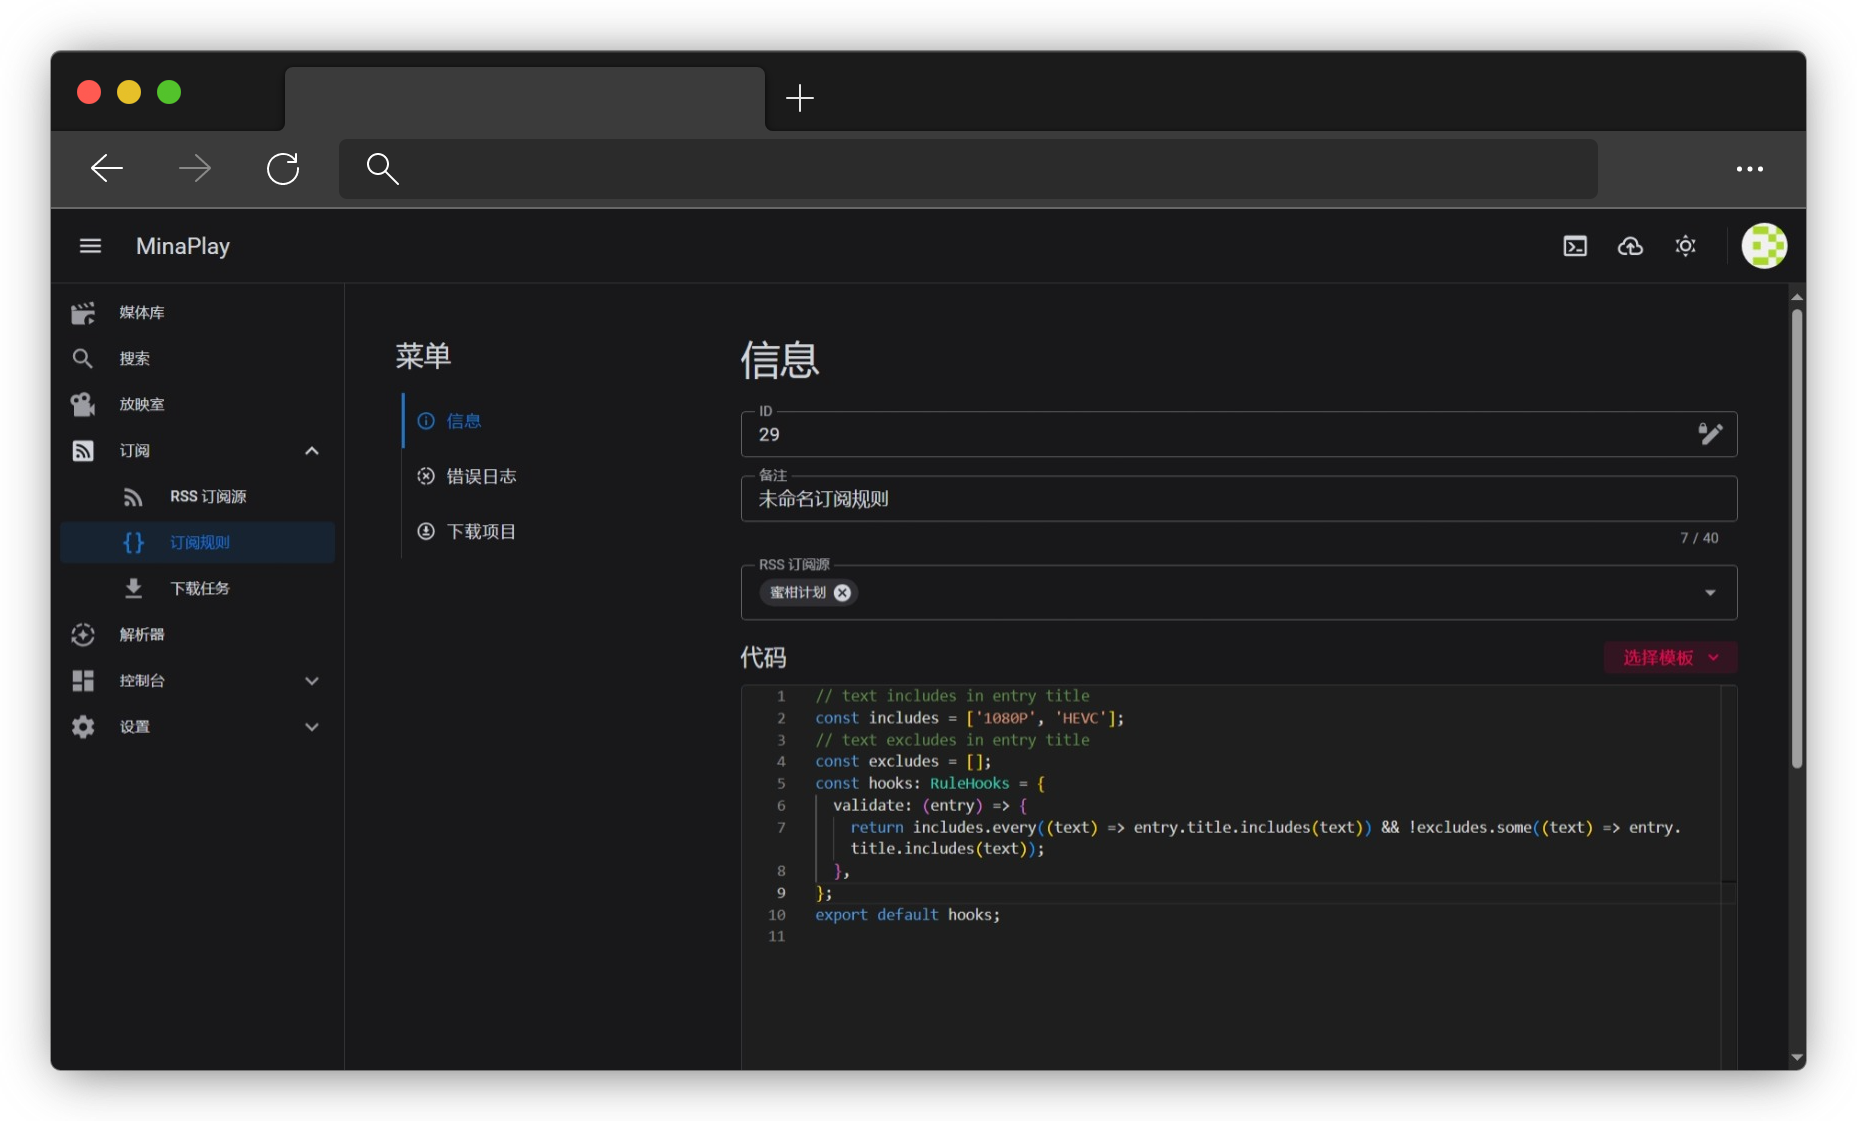 MinaPlay
媒体库
搜索
放映室
订阅
RSS 订阅源
订阅规则
下载任务
解析器
控制台
设置
菜单
信息
错误日志
下载项目
信息
ID
29
备注
未命名订阅规则
7 / 40
RSS 订阅源
蜜柑计划
代码
选择模板
1 // text includes in entry title
2 const includes = ['1080P', 'HEVC'];
3 // text excludes in entry title
4 const excludes = [];
5 const hooks: RuleHooks = {
6 validate: (entry) => {
7 return includes.every((text) => entry.title.includes(text)) && !excludes.some((text) => entry.
title.includes(text));
8 },
9 };
10 export default hooks;
11